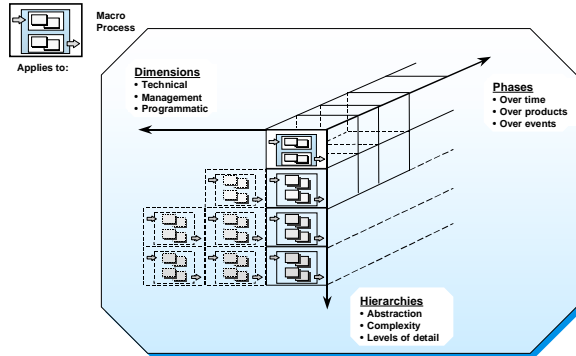 Macro
Process
Applies to:
Dimensions
• Technical
• Management
• Programmatic
Phases
• Over time
• Over products
• Over events
Hierarchies
• Abstraction
• Complexity
• Levels of detail